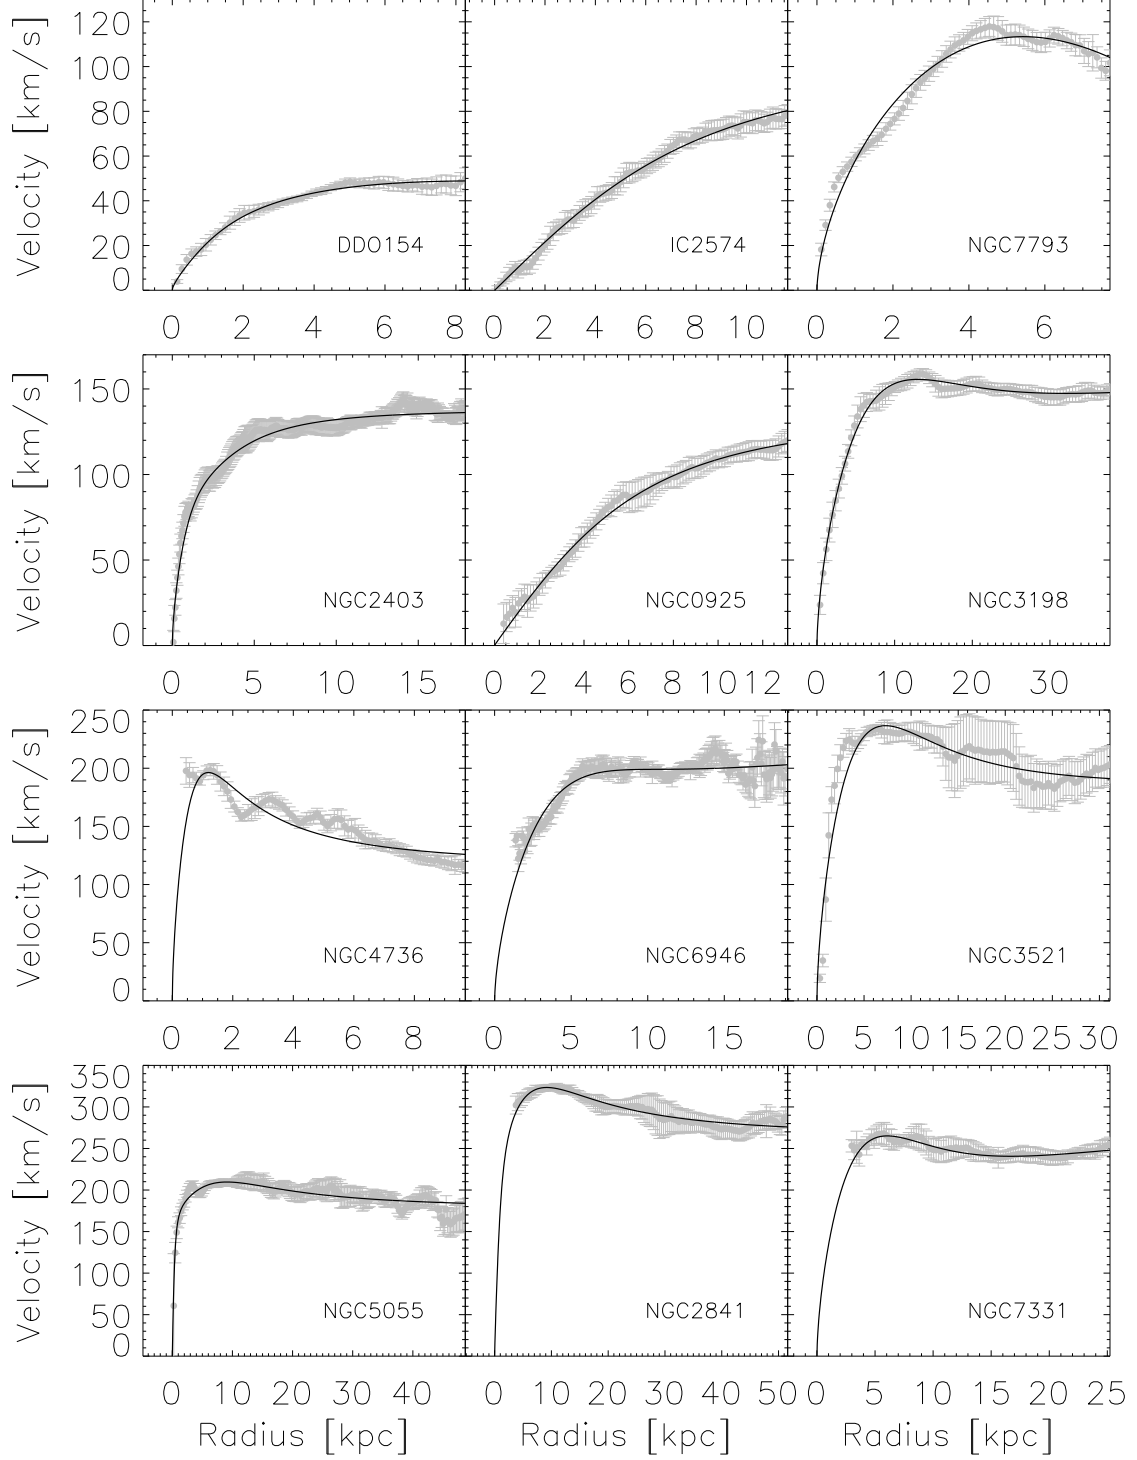 Velocity [km/s]
120
100
80
60
40
20
0
DDO154
IC2574
NGC7793
0 2 4 6 8
0 2 4 6 8 10
0 2 4 6
Velocity [km/s]
150
100
50
0
NGC2403
NGC0925
NGC3198
0 5 10 15
0 2 4 6 8 10 12
0 10 20 30
Velocity [km/s]
250
200
150
100
50
0
NGC4736
NGC6946
NGC3521
0 2 4 6 8
0 5 10 15
0 5 10 15 20 25 30
Velocity [km/s]
350
300
250
200
150
100
50
0
NGC5055
NGC2841
NGC7331
0 10 20 30 40
0 10 20 30 40 50
0 5 10 15 20 25
Radius [kpc]
Radius [kpc]
Radius [kpc]